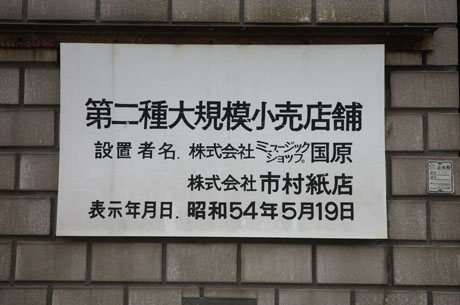 第二種大規模小売店舗
設置者名. 株式会社 ミュージックショップ 国原
株式会社 市村紙店
表示年月日. 昭和54年5月19日